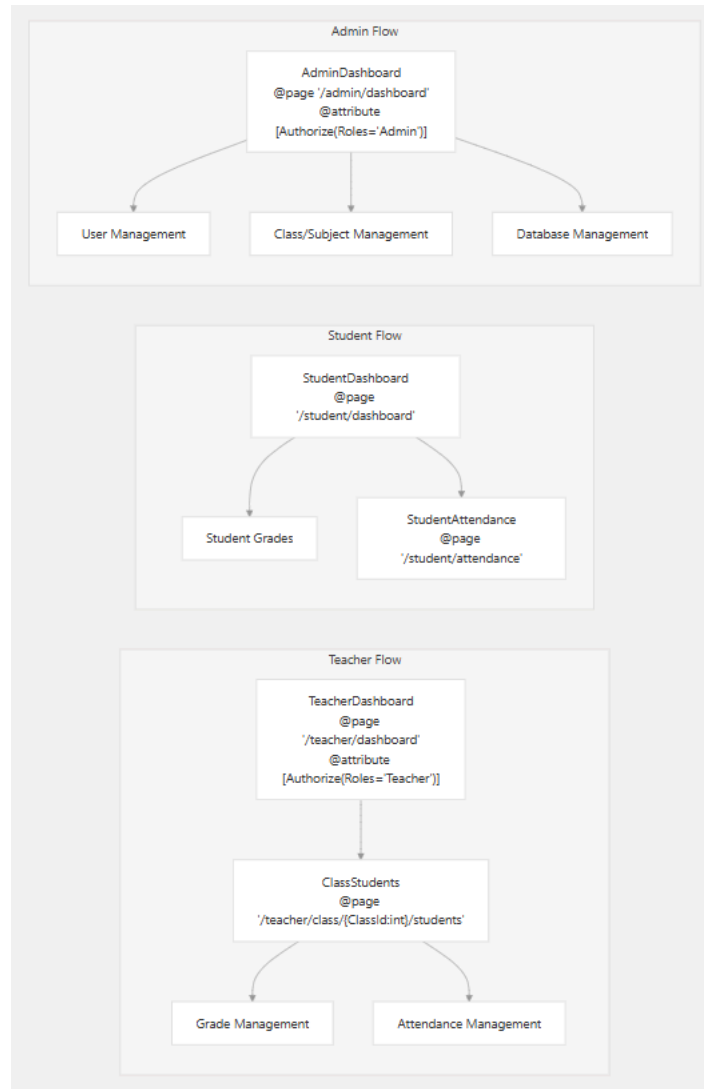 Admin Flow
AdminDashboard
@page '/admin/dashboard'
@attribute
[Authorize(Roles='Admin')]
User Management
Class/Subject Management
Database Management
Student Flow
StudentDashboard
@page
'/student/dashboard'
Student Grades
StudentAttendance
@page
'/student/attendance'
Teacher Flow
TeacherDashboard
@page
'/teacher/dashboard'
@attribute
[Authorize(Roles='Teacher')]
ClassStudents
@page
'/teacher/class/{ClassId:int}/students'
Grade Management
Attendance Management